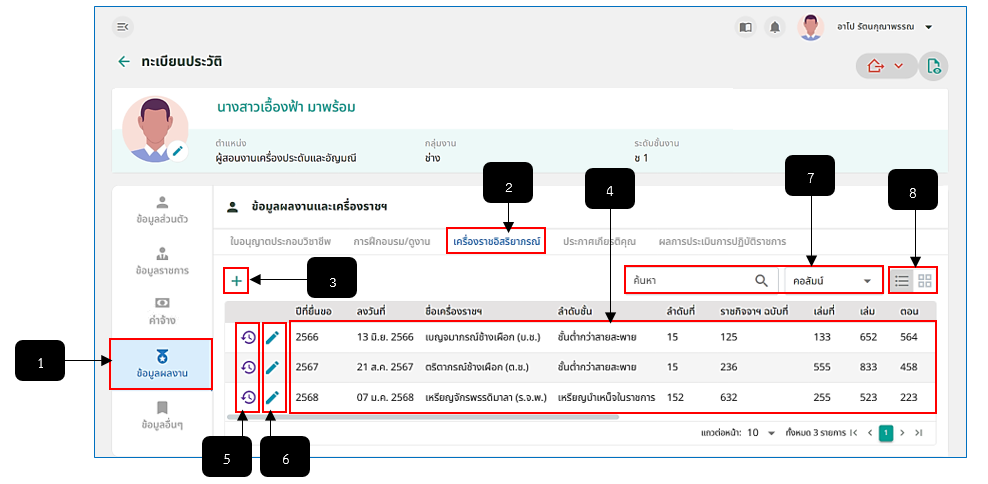 อาไป รัตนกุณาพรรณ
ทะเบียนประวัติ
นางสาวเอื้องฟ้า มาพร้อม
ตำแหน่ง กลุ่มงาน ระดับชั้นงาน
ผู้สอนงานเครื่องประดับและอัญมณี ช่าง ช 1
2
4
7
8
ข้อมูลส่วนตัว
ข้อมูลผลงานและเครื่องราชฯ
ใบอนุญาตประกอบวิชาชีพ การฝึกอบรม/ดูงาน เครื่องราชอิสริยาภรณ์ ประกาศเกียรติคุณ ผลการประเมินการปฏิบัติราชการ
ข้อมูลราชการ
3
ค้นหา คอลัมน์
ค่าจ้าง
ปีที่ยื่นขอ ลงวันที่ ชื่อเครื่องราชฯ ลำดับชั้น ลำดับที่ ราชกิจจาฯ ฉบับที่ เล่มที่ เล่ม ตอน
2566 13 มิ.ย. 2566 เบญจมาภรณ์ช้างเผือก (บ.ช.) ชั้นต่ำกว่าสายสะพาย 15 125 133 652 564
1
ข้อมูลผลงาน
2567 21 ส.ค. 2567 ตริตาภรณ์ช้างเผือก (ต.ช.) ชั้นต่ำกว่าสายสะพาย 15 236 555 833 458
2568 07 ม.ค. 2568 เหรียญจักรพรรดิมาลา (ร.จ.พ.) เหรียญบำเหน็จในราชการ 152 632 255 523 223
ข้อมูลอื่นๆ
แถวต่อหน้า: 10 ทั้งหมด 3 รายการ 1
5
6